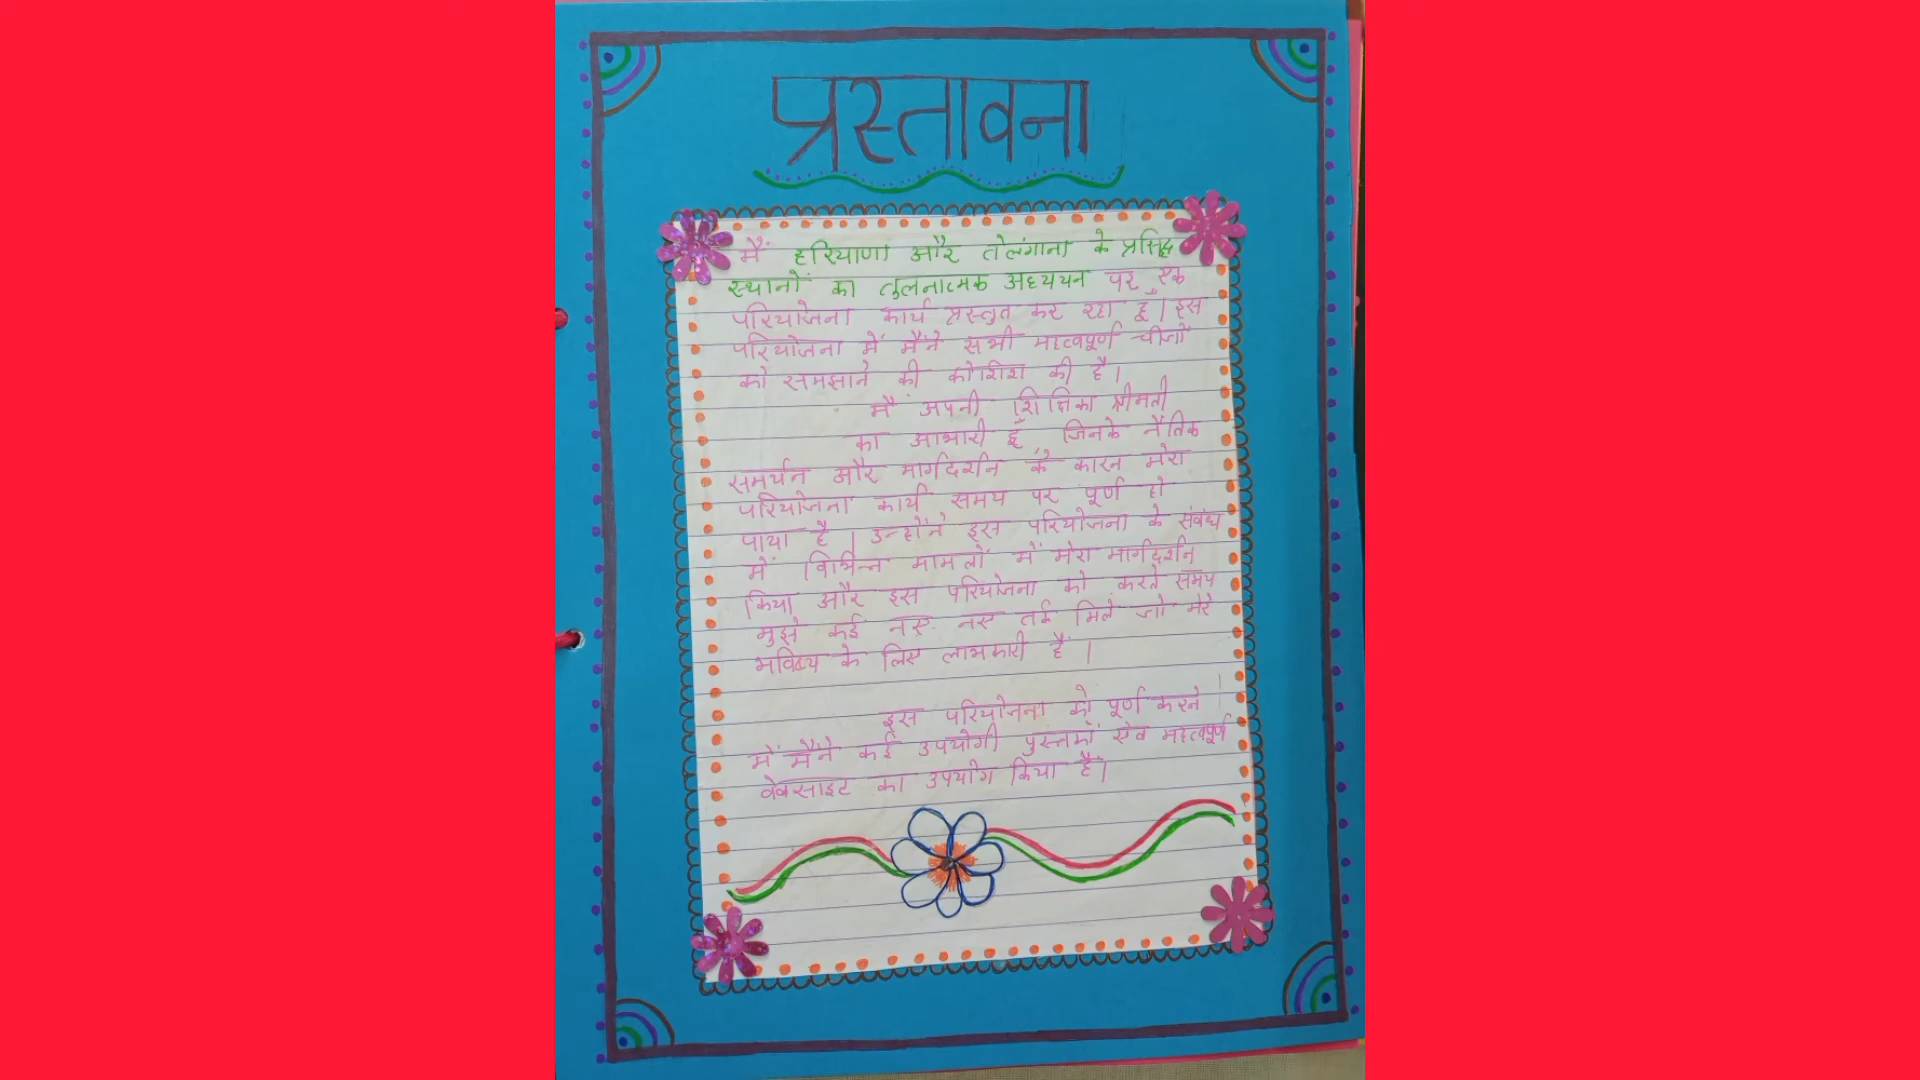 प्रस्तावना
मैं हरियाणा और तेलंगाना के प्रसिद्ध
स्थानों का तुलनात्मक अध्ययन पर एक
परियोजना कार्य प्रस्तुत कर रहा हूँ। इस
परियोजना में मैंने सभी महत्वपूर्ण चीजों
को समझाने की कोशिश की है।
मैं अपनी शिक्षिका श्रीमती
का आभारी हूँ जिनके नैतिक
समर्थन और मार्गदर्शन के कारन मेरा
परियोजना कार्य समय पर पूर्ण हो
पाया है। उन्होंने इस परियोजना के संबंध
में विभिन्न मामलों में मेरा मार्गदर्शन
किया और इस परियोजना को करते समय
मुझे कई नए-नए तर्क मिले जो मेरे
भविष्य के लिए लाभकारी हैं।
इस परियोजना को पूर्ण करने
में मैंने कई उपयोगी पुस्तकों एवं महत्वपूर्ण
वेबसाइट का उपयोग किया है।